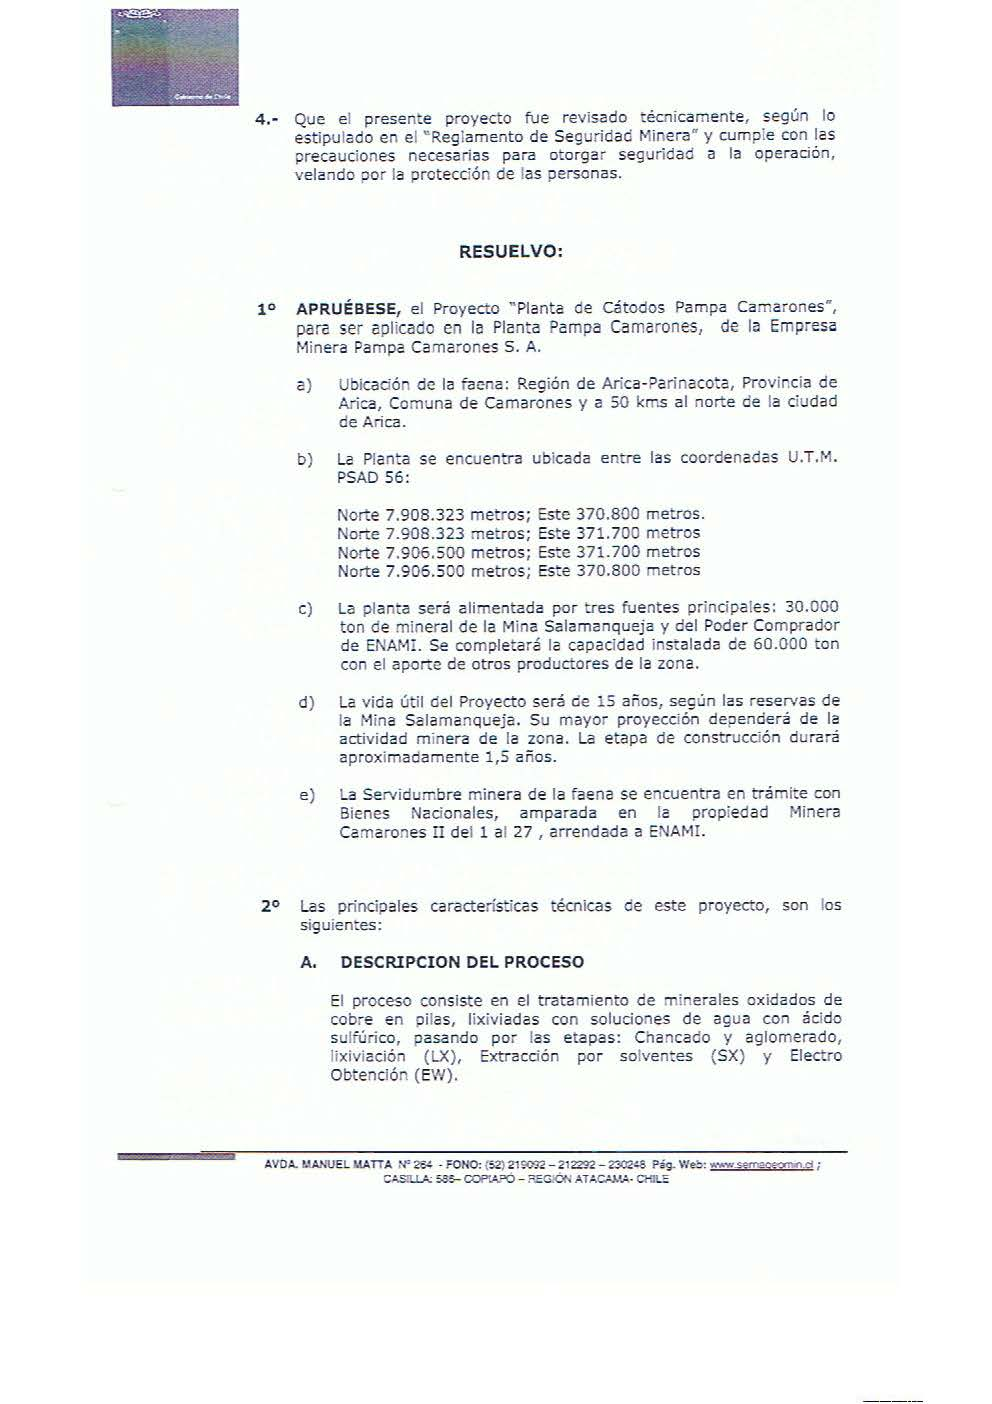 Gobierno de Chile
4.- Que el presente proyecto fue revisado técnicamente, según lo
estipulado en el "Reglamento de Seguridad Minera" y cumple con las
precauciones necesarias para otorgar seguridad a la operación,
velando por la protección de las personas.
RESUELVO:
1º APRUÉBESE, el Proyecto "Planta de Cátodos Pampa Camarones",
para ser aplicado en la Planta Pampa Camarones, de la Empresa
Minera Pampa Camarones S. A.
a) Ubicación de la faena: Región de Arica-Parinacota, Provincia de
Arica, Comuna de Camarones y a 50 kms al norte de la ciudad
de Arica.
b) La Planta se encuentra ubicada entre las coordenadas U.T.M.
PSAD 56:
Norte 7.908.323 metros; Este 370.800 metros.
Norte 7.908.323 metros; Este 371.700 metros
Norte 7.906.500 metros; Este 371.700 metros
Norte 7.906.500 metros; Este 370.800 metros
c) La planta será alimentada por tres fuentes principales: 30.000
ton de mineral de la Mina Salamanqueja y del Poder Comprador
de ENAMI. Se completará la capacidad instalada de 60.000 ton
con el aporte de otros productores de la zona.
d) La vida útil del Proyecto será de 15 años, según las reservas de
la Mina Salamanqueja. Su mayor proyección dependerá de la
actividad minera de la zona. La etapa de construcción durará
aproximadamente 1,5 años.
e) La Servidumbre minera de la faena se encuentra en trámite con
Bienes Nacionales, amparada en la propiedad Minera
Camarones II del 1 al 27 , arrendada a ENAMI.
2º Las principales características técnicas de este proyecto, son los
siguientes:
A. DESCRIPCION DEL PROCESO
El proceso consiste en el tratamiento de minerales oxidados de
cobre en pilas, lixiviadas con soluciones de agua con ácido
sulfúrico, pasando por las etapas: Chancado y aglomerado,
lixiviación (LX), Extracción por solventes (SX) y Electro
Obtención (EW).
AVDA. MANUEL MATTA Nº 264 - FONO: (52) 219092 – 212292 – 230248 Pág. Web: www.sernageomin.cl ;
CASILLA: 585– COPIAPÓ – REGIÓN ATACAMA- CHILE